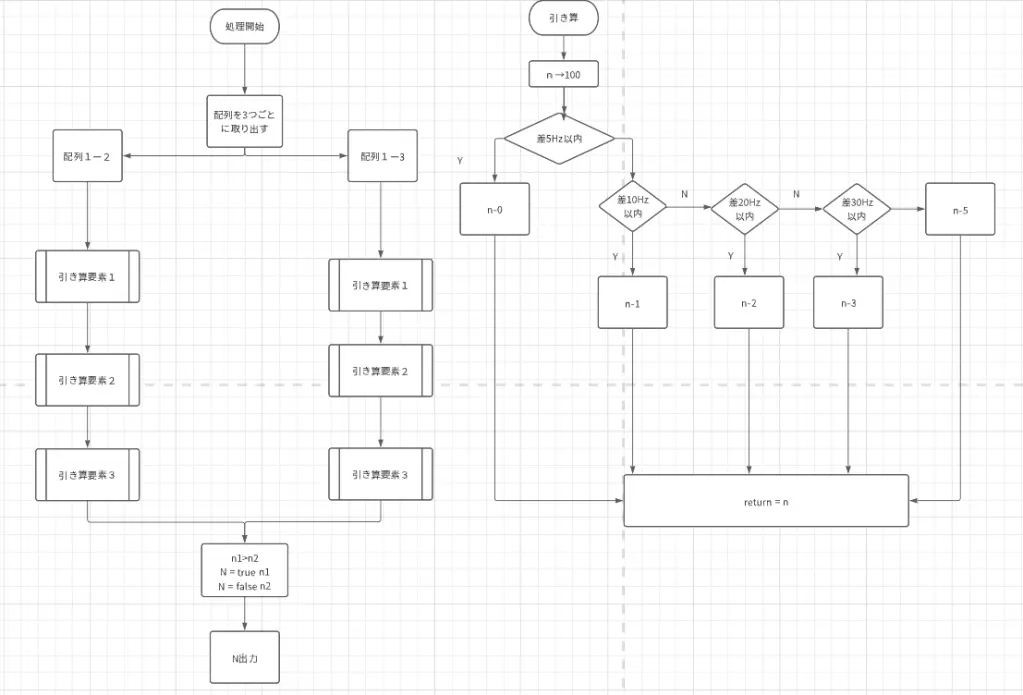 処理開始
配列を3つごと
に取り出す
配列１ー２
配列１ー3
引き算要素１
引き算要素２
引き算要素３
引き算要素１
引き算要素２
引き算要素３
n1>n2
N = true n1
N = false n2
N出力
引き算
n →100
差5Hz以内
Y
n-0
差10Hz
以内
N
差20Hz
以内
N
差30Hz
以内
n-5
Y
Y
Y
n-1
n-2
n-3
return = n